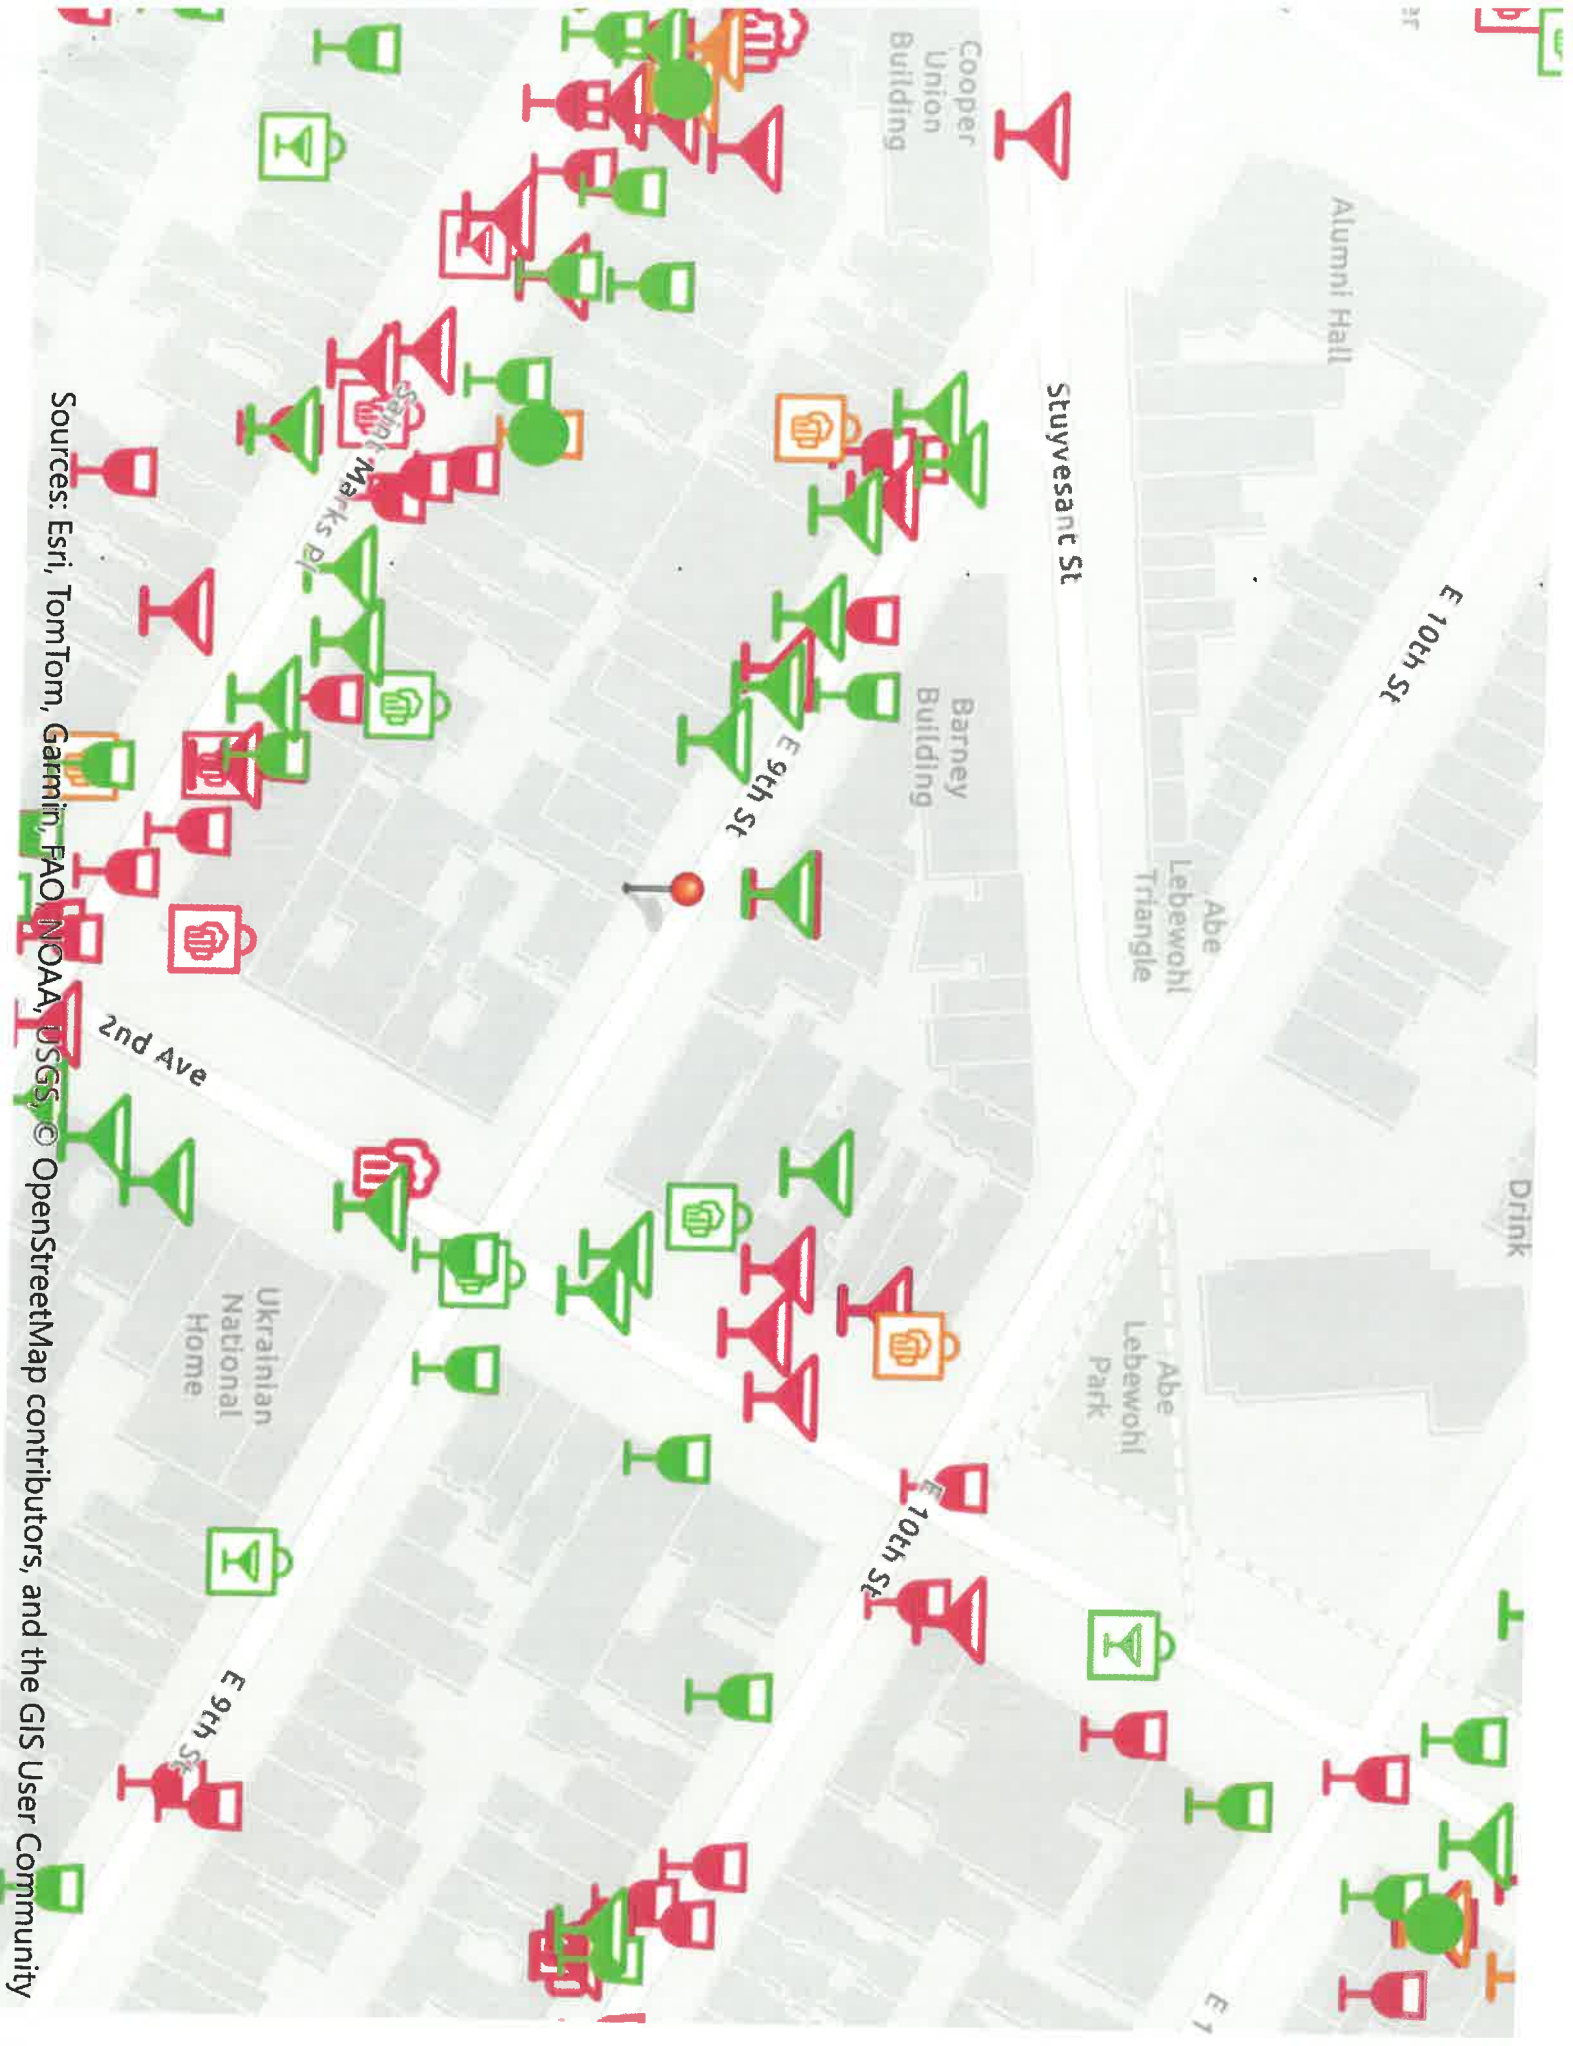 Cooper
Union
Building
Alumni Hall
Stuyvesant St
E 10th St
Saint Marks Pl
Barney
Building
E 9th St
Abe
Lebewohl
Triangle
2nd Ave
Drink
Abe
Lebewohl
Park
Ukrainian
National
Home
E 10th St
E 9th St
Sources: Esri, TomTom, Garmin, FAO, NOAA, USGS, © OpenStreetMap contributors, and the GIS User Community